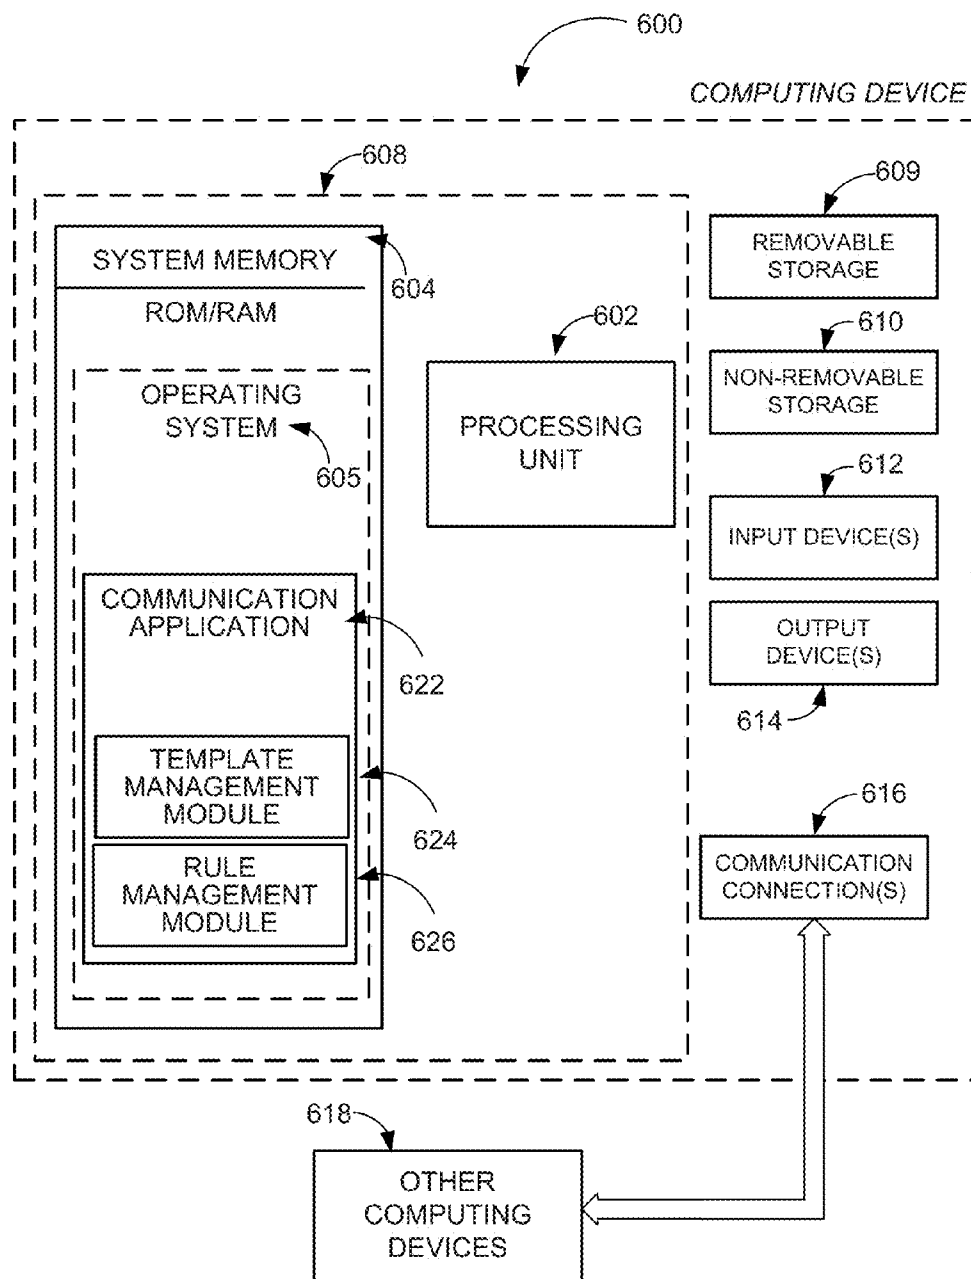 600
COMPUTING DEVICE
608
609
SYSTEM MEMORY
604
REMOVABLE
STORAGE
ROM/RAM
602
610
OPERATING
SYSTEM
605
PROCESSING
UNIT
NON-REMOVABLE
STORAGE
612
INPUT DEVICE(S)
COMMUNICATION
APPLICATION
622
OUTPUT
DEVICE(S)
614
TEMPLATE
MANAGEMENT
MODULE
624
616
RULE
MANAGEMENT
MODULE
626
COMMUNICATION
CONNECTION(S)
618
OTHER
COMPUTING
DEVICES